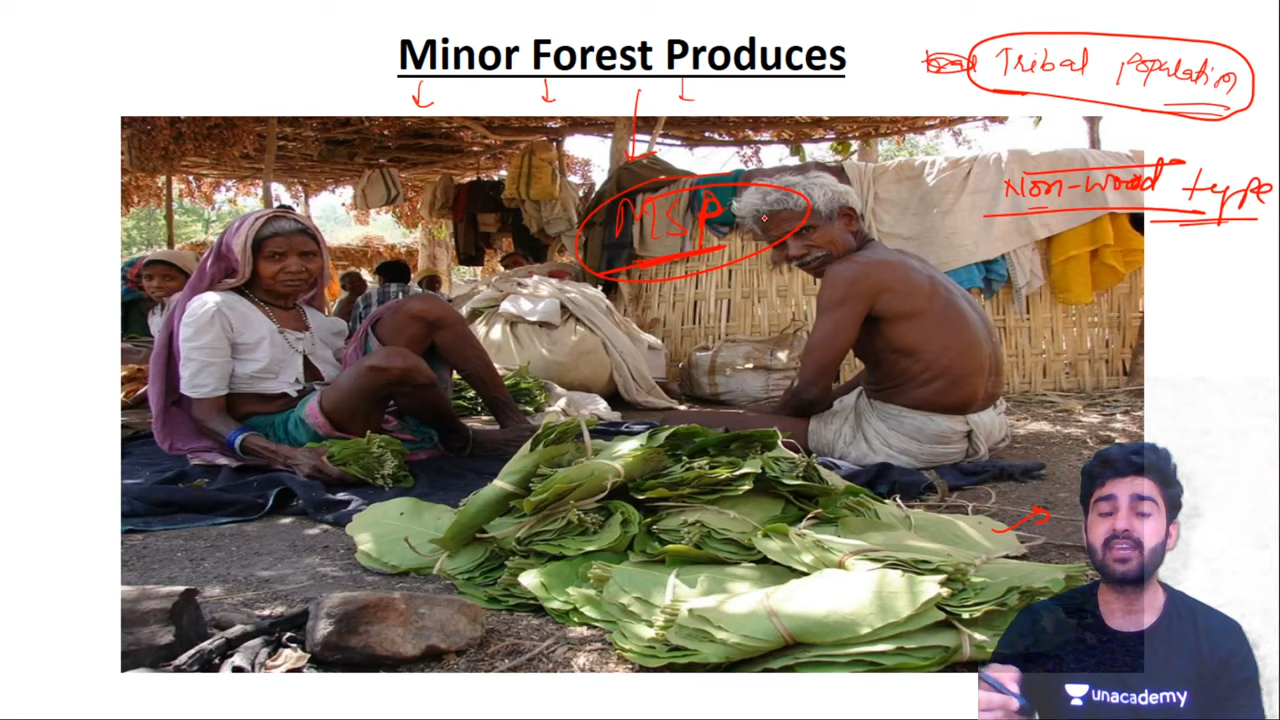 Minor Forest Produces
Tribal population
Non-wood type
MSP
unacademy